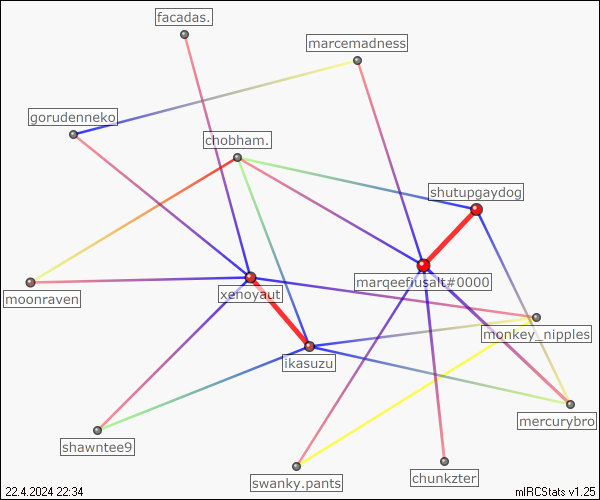 facadas.
marcemadness
gorudenneko
chobham.
shutupgaydog
marqeefiusalt#0000
xenoyaut
moonraven
monkey_nipples
ikasuzu
mercurybro
shawntee9
swanky.pants
chunkzter
22.4.2024 22:34
mIRCStats v1.25